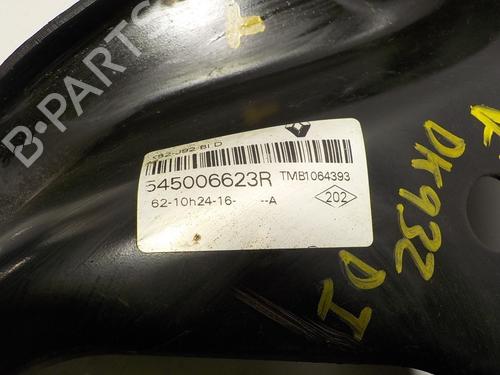 545006623R
TMB1064393
62-10h24-16- --A
202
DK932
DI
B-PARTS